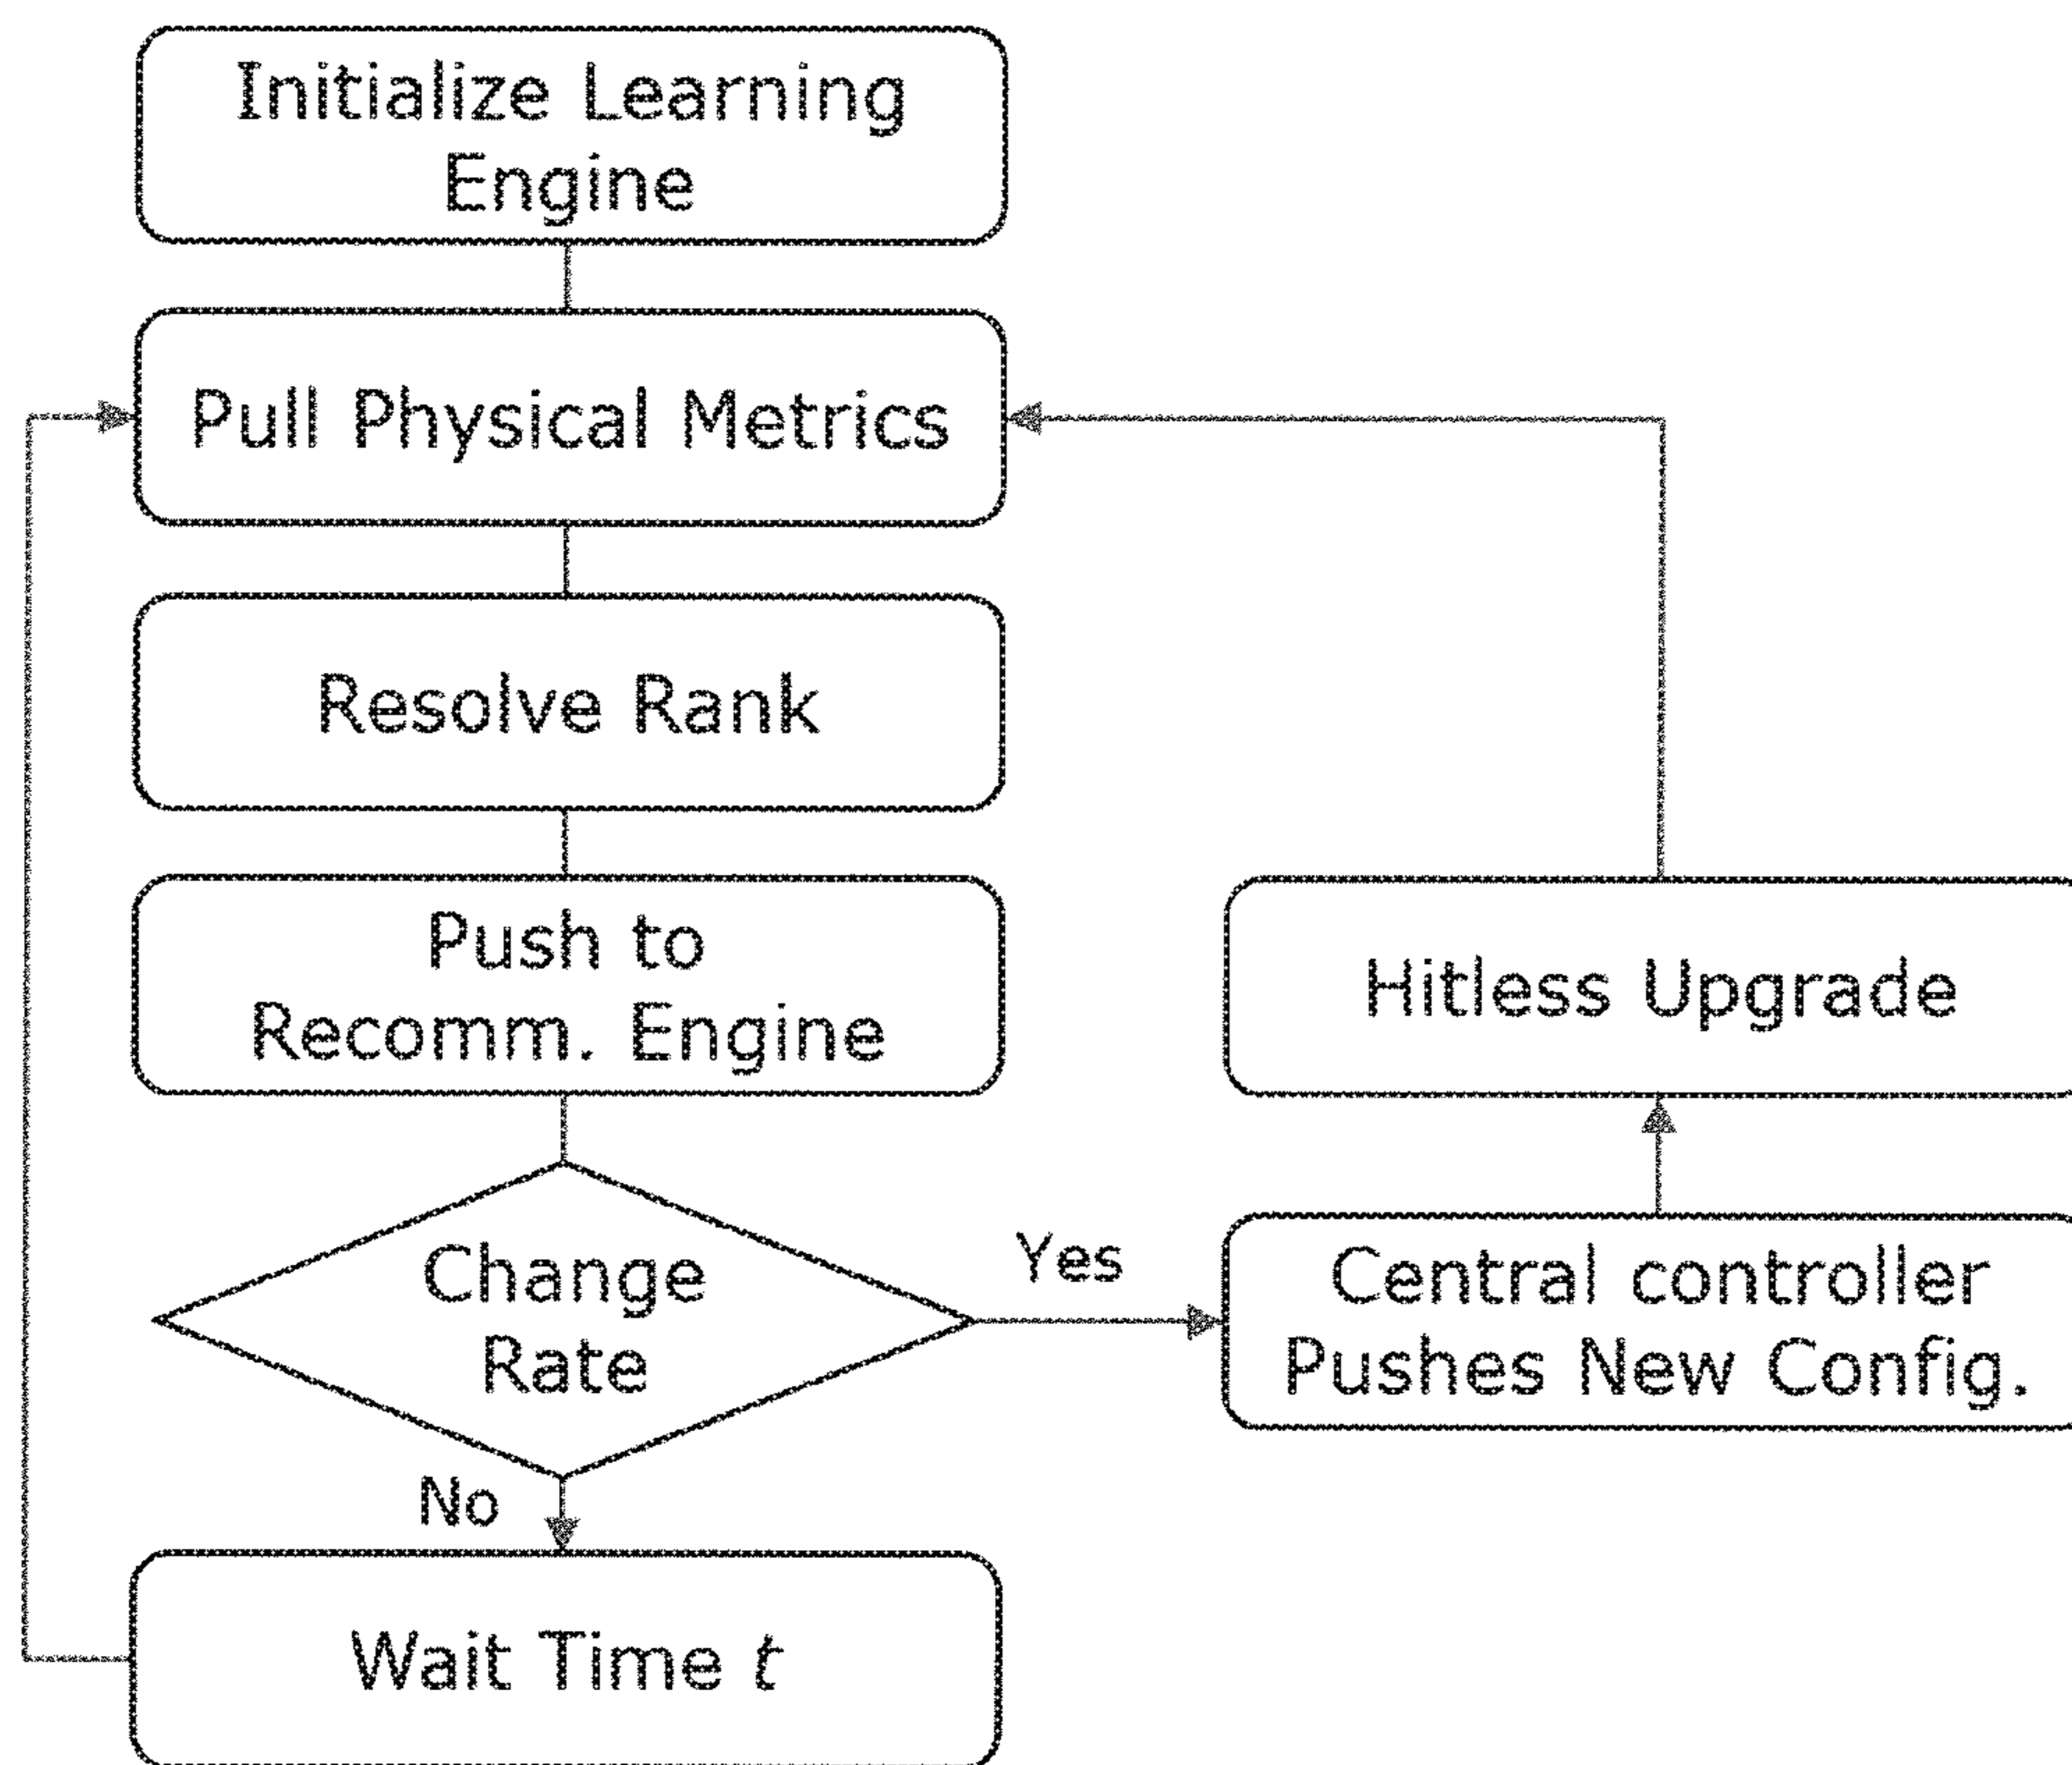 Initialize Learning
Engine
Pull Physical Metrics
Resolve Rank
Push to
Recomm. Engine
Hitless Upgrade
Change
Rate
Yes
Central controller
Pushes New Config.
No
Wait Time t